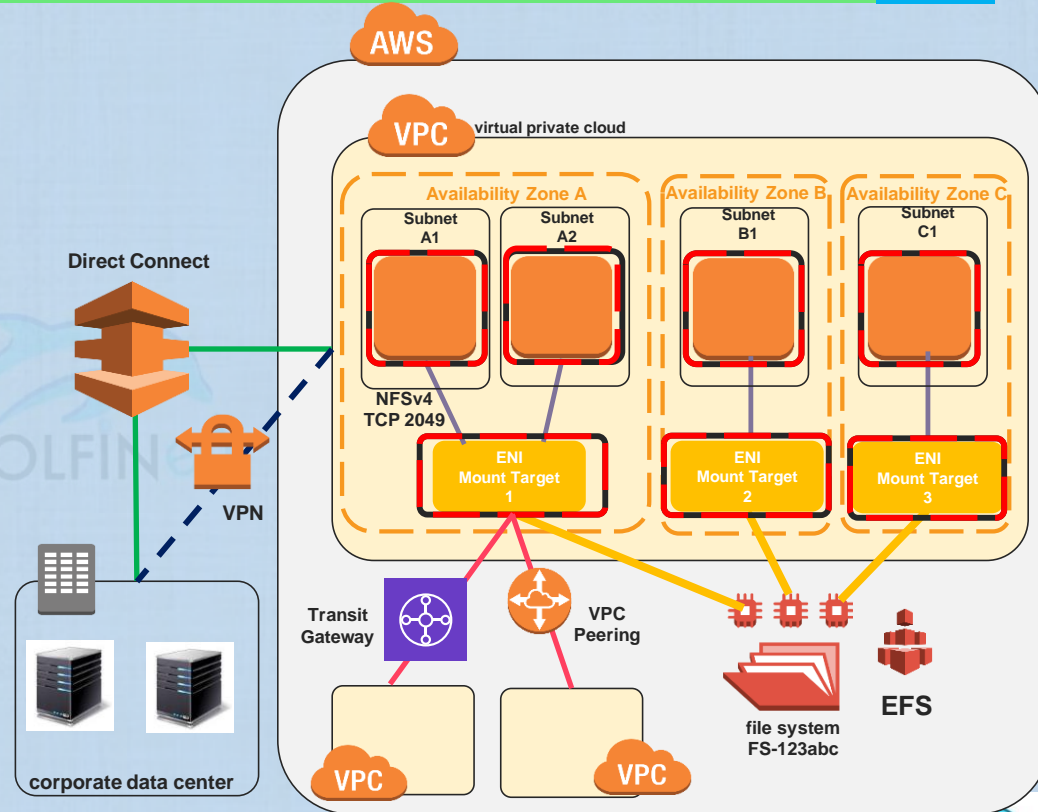 AWS
VPC
virtual private cloud
Availability Zone A
Availability Zone B
Availability Zone C
Subnet
A1
Subnet
A2
Subnet
B1
Subnet
C1
Direct Connect
NFSv4
TCP 2049
ENI
Mount Target
1
ENI
Mount Target
2
ENI
Mount Target
3
VPN
Transit
Gateway
VPC
Peering
EFS
file system
FS-123abc
VPC
VPC
corporate data center